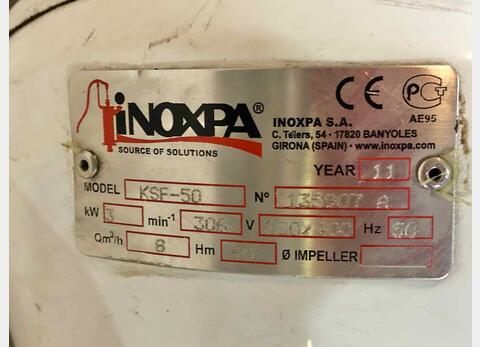 iNOXPA®
SOURCE OF SOLUTIONS
CE PCT
AE95
INOXPA S.A.
C. Telers, 54 · 17820 BANYOLES
GIRONA (SPAIN) · www.inoxpa.com
YEAR 11
MODEL KSF-50 Nº A
kW 3 min-1 306 V Hz 50
Qm³/h 8 Hm Ø IMPELLER